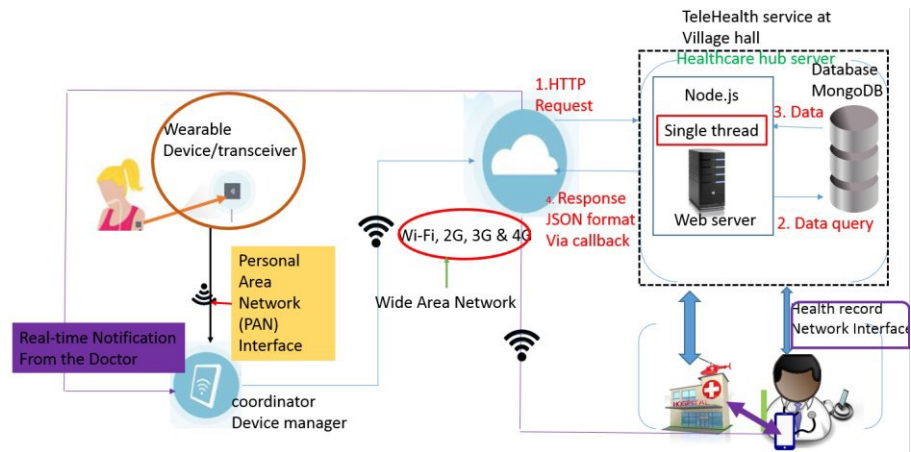 TeleHealth service at
Village hall
Healthcare hub server
1.HTTP
Request
Database
MongoDB
Node.js
3. Data
Single thread
Wearable
Device/transceiver
4. Response
JSON format
Via callback
Web server
2. Data query
Wi-Fi, 2G, 3G & 4G
Personal
Area
Network
(PAN)
Interface
Wide Area Network
Health record
Network Interface
Real-time Notification
From the Doctor
coordinator
Device manager
HOSPITAL